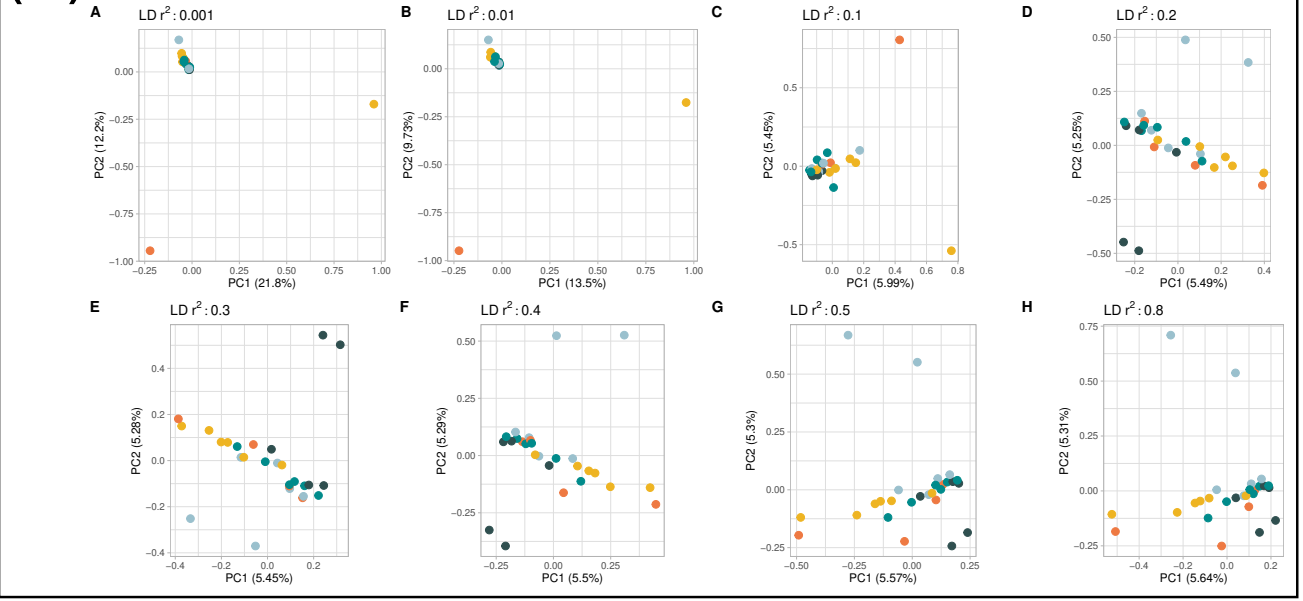 A
LD r²: 0.001
0.00
−0.25
−0.50
−0.75
−1.00
−0.25 0.00 0.25 0.50 0.75 1.00
PC1 (21.8%)
PC2 (12.2%)
B
LD r²: 0.01
0.00
−0.25
−0.50
−0.75
−1.00
−0.25 0.00 0.25 0.50 0.75 1.00
PC1 (13.5%)
PC2 (9.73%)
C
LD r²: 0.1
0.5
0.0
−0.5
0.0 0.2 0.4 0.6 0.8
PC1 (5.99%)
PC2 (5.45%)
D
LD r²: 0.2
0.50
0.25
0.00
−0.25
−0.50
−0.2 0.0 0.2 0.4
PC1 (5.49%)
PC2 (5.25%)
E
LD r²: 0.3
0.4
0.2
0.0
−0.2
−0.4
−0.4 −0.2 0.0 0.2
PC1 (5.45%)
PC2 (5.28%)
F
LD r²: 0.4
0.50
0.25
0.00
−0.25
−0.25 0.00 0.25
PC1 (5.5%)
PC2 (5.29%)
G
LD r²: 0.5
0.50
0.25
0.00
−0.25
−0.50 −0.25 0.00 0.25
PC1 (5.57%)
PC2 (5.3%)
H
LD r²: 0.8
0.75
0.50
0.25
0.00
−0.25
−0.4 −0.2 0.0 0.2
PC1 (5.64%)
PC2 (5.31%)